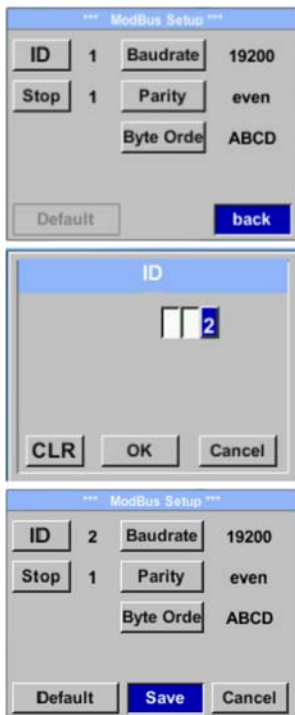 *** ModBus Setup ***
ID 1 Baudrate 19200
Stop 1 Parity even
Byte Orde ABCD
Default back
ID
2
CLR OK Cancel
*** ModBus Setup ***
ID 2 Baudrate 19200
Stop 1 Parity even
Byte Orde ABCD
Default Save Cancel